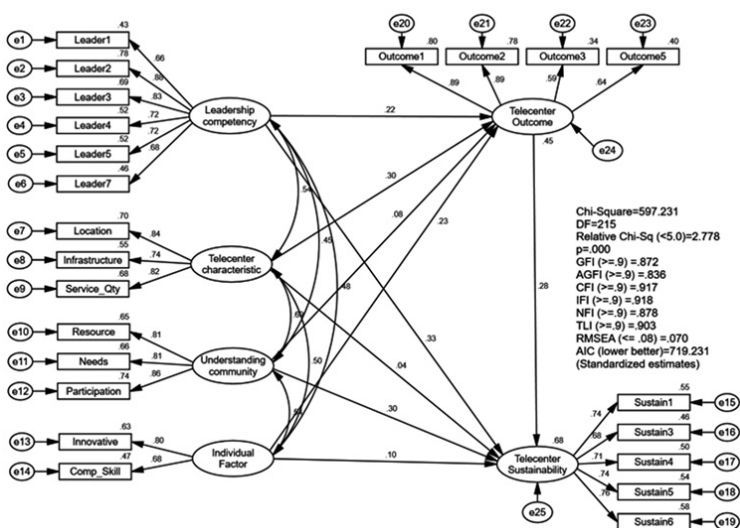 e20
e21
e22
e23
.80
.78
.34
.40
Outcome1
Outcome2
Outcome3
Outcome5
.89
.89
.59
.64
e1
Leader1
.43
e2
Leader2
.78
e3
Leader3
.69
e4
Leader4
.52
e5
Leader5
.52
e6
Leader7
.46
.66
.88
.83
.72
.72
.68
Leadership
competency
.22
Telecenter
Outcome
.45
e24
.30
.08
.23
.45
.48
.33
.28
e7
Location
.70
e8
Infrastructure
.55
e9
Service_Qty
.68
.84
.74
.82
Telecenter
characteristic
.50
.04
e10
Resource
.65
e11
Needs
.66
e12
Participation
.74
.81
.81
.86
Understanding
community
.30
e13
Innovative
.63
e14
Comp_Skill
.47
.80
.68
Individual
Factor
.10
Chi-Square=597.231
DF=215
Relative Chi-Sq (<5.0)=2.778
p=.000
GFI (>=.9) =.872
AGFI (>=.9) =.836
CFI (>=.9) =.917
IFI (>=.9) =.918
NFI (>=.9) =.878
TLI (>=.9) =.903
RMSEA (<= .08) =.070
AIC (lower better)=719.231
(Standardized estimates)
Telecenter
Sustainability
.68
e25
.74
.68
.71
.74
.76
Sustain1
.55
e15
Sustain3
.46
e16
Sustain4
.50
e17
Sustain5
.54
e18
Sustain6
.58
e19